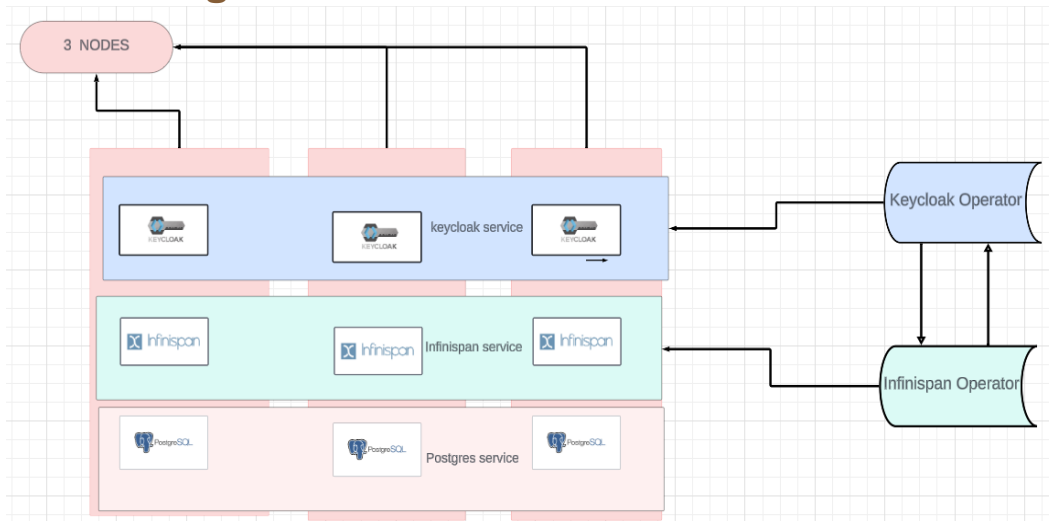 3 NODES
KEYCLOAK
KEYCLOAK
keycloak service
KEYCLOAK
Keycloak Operator
Infinispan
Infinispan
Infinispan service
Infinispan
Infinispan Operator
PostgreSQL
PostgreSQL
Postgres service
PostgreSQL